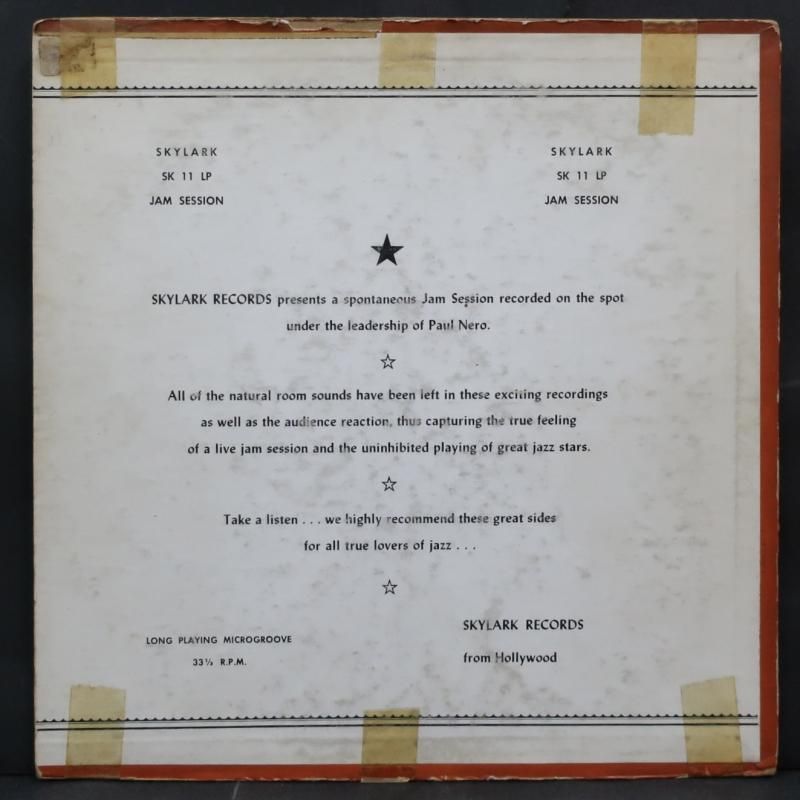 SKYLARK
SK 11 LP
JAM SESSION
SKYLARK
SK 11 LP
JAM SESSION
SKYLARK RECORDS presents a spontaneous Jam Session recorded on the spot
under the leadership of Paul Nero.
All of the natural room sounds have been left in these exciting recordings
as well as the audience reaction, thus capturing the true feeling
of a live jam session and the uninhibited playing of great jazz stars.
Take a listen . . . we highly recommend these great sides
for all true lovers of jazz . . .
LONG PLAYING MICROGROOVE
33⅓ R.P.M.
SKYLARK RECORDS
from Hollywood